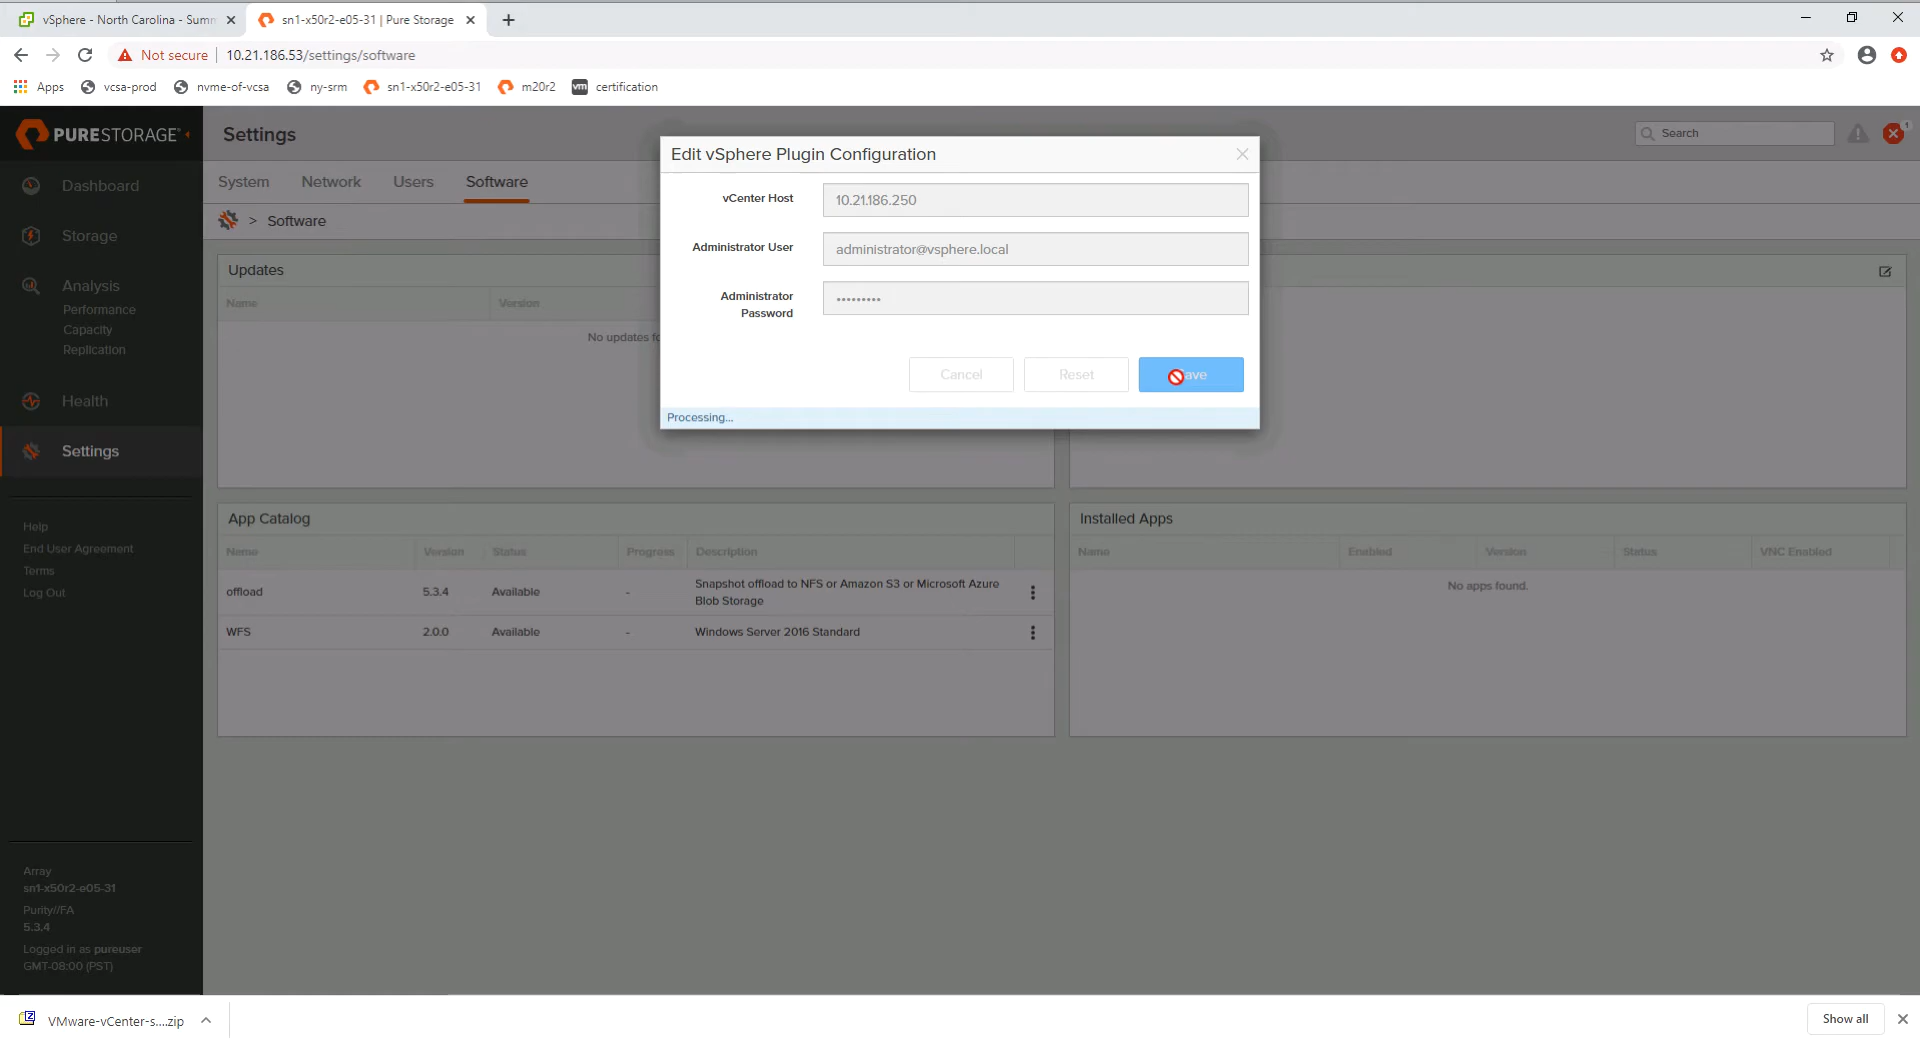 vSphere - North Carolina - Summ
sn1-x50r2-e05-31 | Pure Storage
Not secure
10.21.186.53/settings/software
Apps
vcsa-prod
nvme-of-vcsa
ny-srm
sn1-x50r2-e05-31
m20r2
vm
certification
PURESTORAGE®
Settings
Search
1
Dashboard
Storage
Analysis
Performance
Capacity
Replication
Health
Settings
Help
End User Agreement
Terms
Log Out
Array
sn1-x50r2-e05-31
Purity//FA
5.3.4
Logged in as pureuser
GMT-08:00 (PST)
System
Network
Users
Software
> Software
Updates
Name
Version
No updates fo
Edit vSphere Plugin Configuration
vCenter Host
10.21.186.250
Administrator User
administrator@vsphere.local
Administrator
Password
•••••••••
Cancel
Reset
Processing...
App Catalog
Name
Version
Status
Progress
Description
offload
5.3.4
Available
-
Snapshot offload to NFS or Amazon S3 or Microsoft Azure
Blob Storage
WFS
2.0.0
Available
-
Windows Server 2016 Standard
Installed Apps
Name
Enabled
Version
Status
VNC Enabled
No apps found.
VMware-vCenter-s....zip
Show all